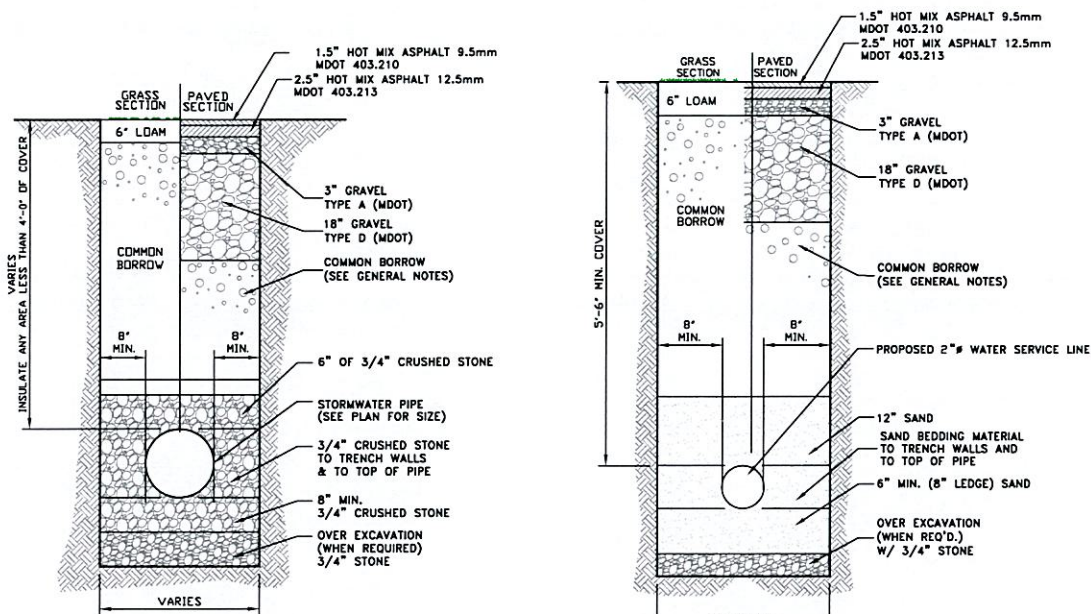 1.5" HOT MIX ASPHALT 9.5mm
MDOT 403.210
2.5" HOT MIX ASPHALT 12.5mm
MDOT 403.213
GRASS
SECTION
PAVED
SECTION
6" LOAM
3" GRAVEL
TYPE A (MDOT)
18" GRAVEL
TYPE D (MDOT)
COMMON
BORROW
COMMON BORROW
(SEE GENERAL NOTES)
VARIES
INSULATE ANY AREA LESS THAN 4'-0" OF COVER
8"
MIN.
8"
MIN.
6" OF 3/4" CRUSHED STONE
STORMWATER PIPE
(SEE PLAN FOR SIZE)
3/4" CRUSHED STONE
TO TRENCH WALLS
& TO TOP OF PIPE
8" MIN.
3/4" CRUSHED STONE
OVER EXCAVATION
(WHEN REQUIRED)
3/4" STONE
VARIES
1.5" HOT MIX ASPHALT 9.5mm
MDOT 403.210
2.5" HOT MIX ASPHALT 12.5mm
MDOT 403.213
GRASS
SECTION
PAVED
SECTION
6" LOAM
3" GRAVEL
TYPE A (MDOT)
18" GRAVEL
TYPE D (MDOT)
COMMON
BORROW
COMMON BORROW
(SEE GENERAL NOTES)
5'-6" MIN. COVER
8"
MIN.
8"
MIN.
PROPOSED 2"ø WATER SERVICE LINE
12" SAND
SAND BEDDING MATERIAL
TO TRENCH WALLS AND
TO TOP OF PIPE
6" MIN. (8" LEDGE) SAND
OVER EXCAVATION
(WHEN REQ'D.)
W/ 3/4" STONE